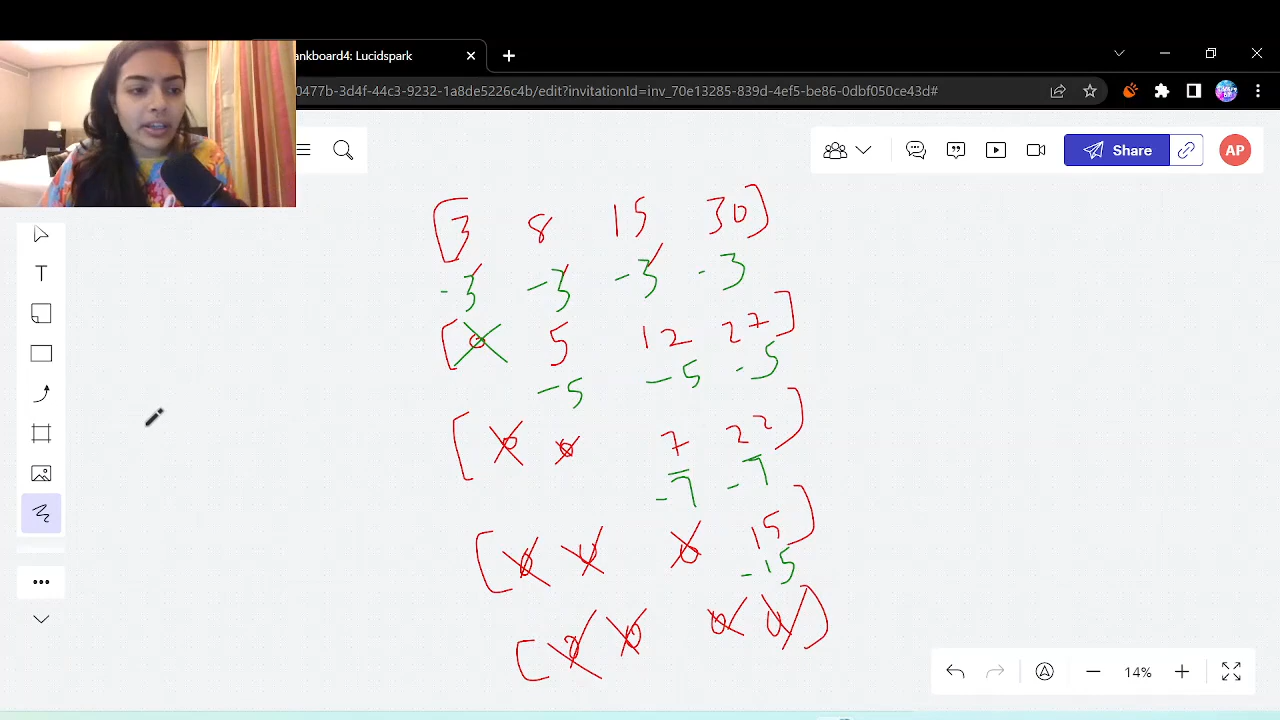 ankboard4: Lucidspark
0477b-3d4f-44c3-9232-1a8de5226c4b/edit?invitationId=inv_70e13285-839d-4ef5-be86-0dbf050ce43d#
Share
AP
T
[3 8 15 30]
-3 -3 -3 -3
[0 5 12 27]
-5 -5 -5
[0 0 7 22]
-7 -7
[0 0 0 15]
-15
[0 0 0 0]
14%